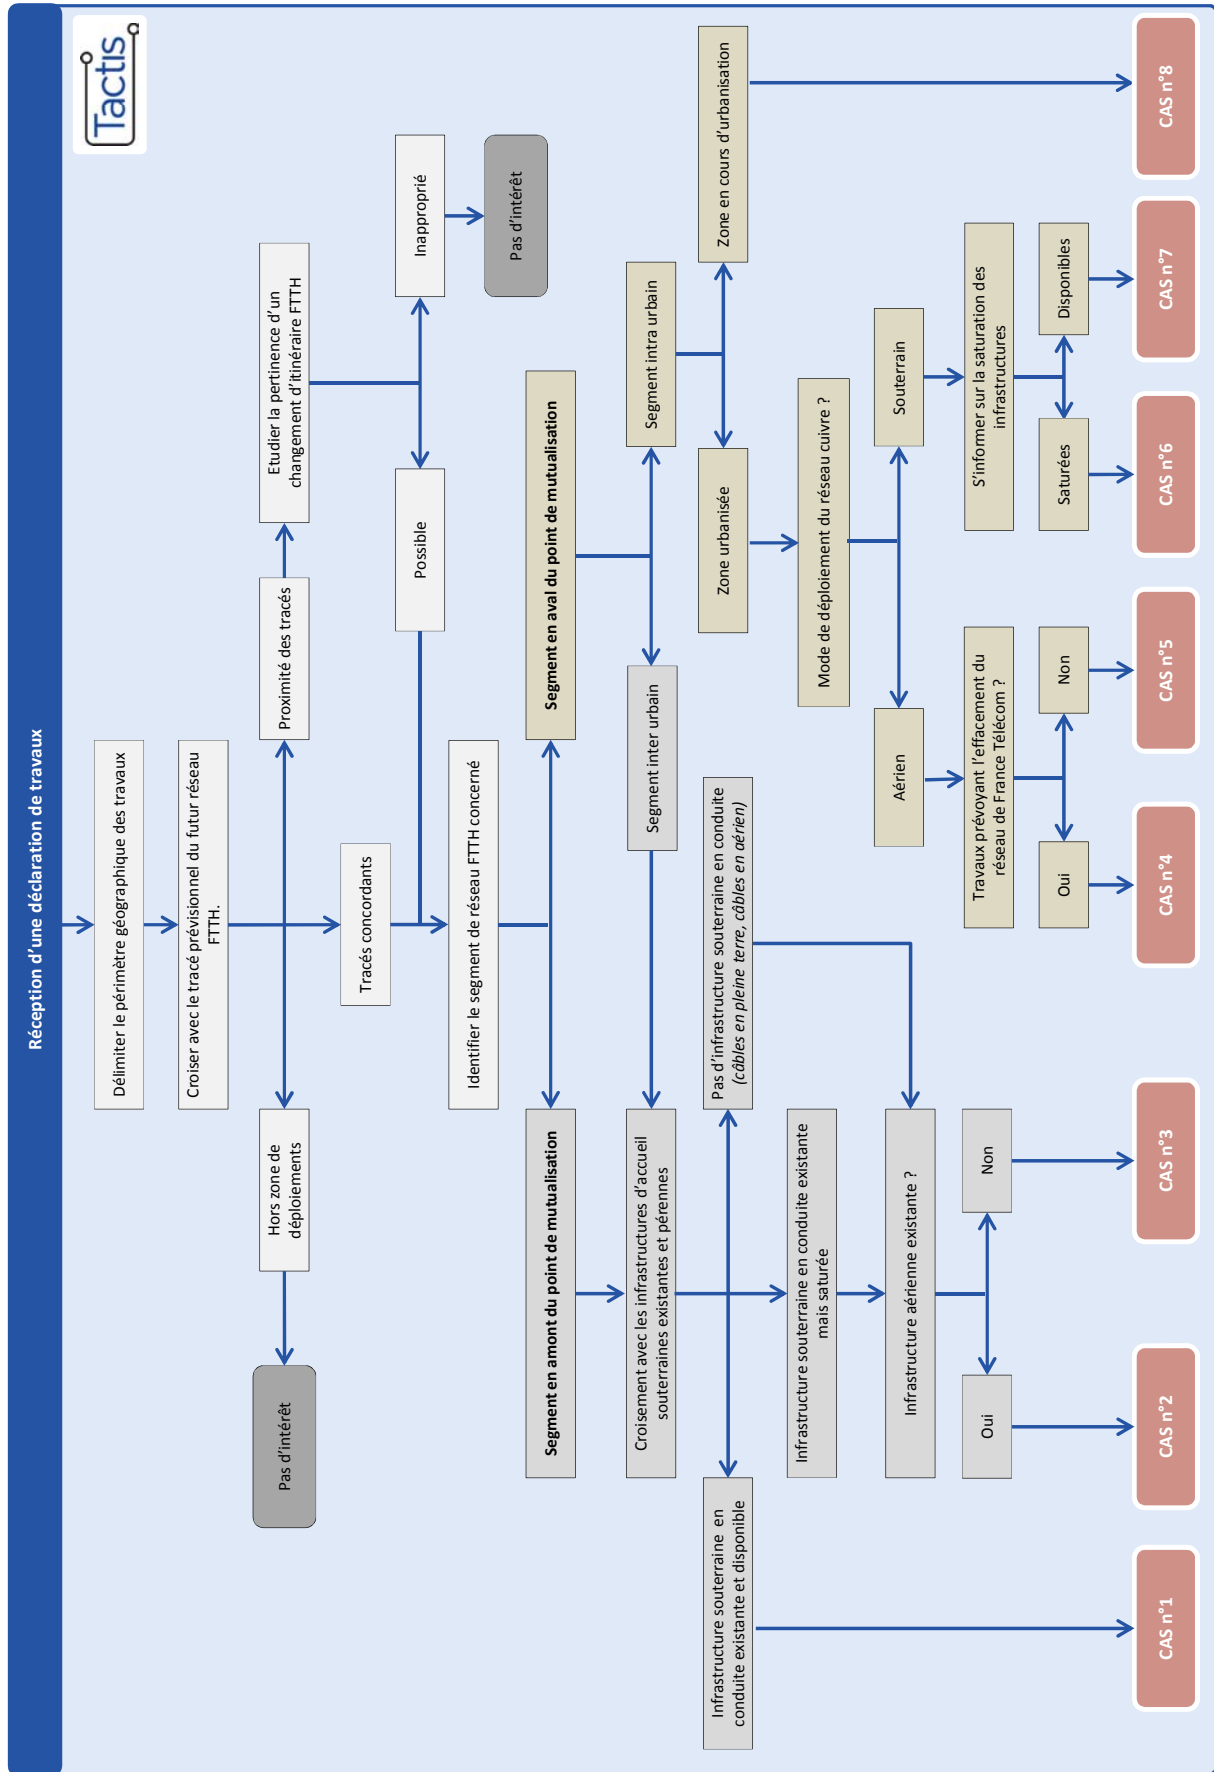 Réception d'une déclaration de travaux
Tactis
Délimiter le périmètre géographique des travaux
Croiser avec le tracé prévisionnel du futur réseau
FTTH.
Hors zone de
déploiements
Pas d'intérêt
Proximité des tracés
Etudier la pertinence d'un
changement d'itinéraire FTTH
Tracés concordants
Possible
Inapproprié
Pas d'intérêt
Identifier le segment de réseau FTTH concerné
Segment en amont du point de mutualisation
Segment en aval du point de mutualisation
Croisement avec les infrastructures d'accueil
souterraines existantes et pérennes
Segment inter urbain
Segment intra urbain
Infrastructure souterraine en
conduite existante et disponible
Pas d'infrastructure souterraine en conduite
(câbles en pleine terre, câbles en aérien)
Zone urbanisée
Zone en cours d'urbanisation
Infrastructure souterraine en conduite existante
mais saturée
Mode de déploiement du réseau cuivre ?
Infrastructure aérienne existante ?
Aérien
Souterrain
Oui
Non
Travaux prévoyant l'effacement du
réseau de France Télécom ?
S'informer sur la saturation des
infrastructures
Oui
Non
Saturées
Disponibles
CAS n°1
CAS n°2
CAS n°3
CAS n°4
CAS n°5
CAS n°6
CAS n°7
CAS n°8